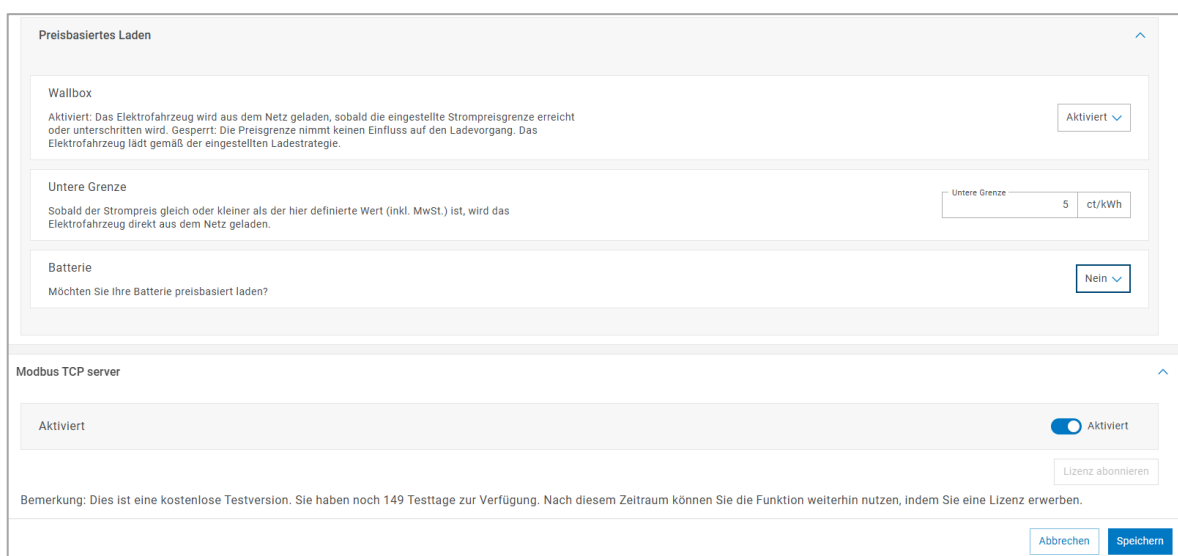 Preisbasiertes Laden
Wallbox
Aktiviert: Das Elektrofahrzeug wird aus dem Netz geladen, sobald die eingestellte Strompreisgrenze erreicht
oder unterschritten wird. Gesperrt: Die Preisgrenze nimmt keinen Einfluss auf den Ladevorgang. Das
Elektrofahrzeug lädt gemäß der eingestellten Ladestrategie.
Aktiviert
Untere Grenze
Sobald der Strompreis gleich oder kleiner als der hier definierte Wert (inkl. MwSt.) ist, wird das
Elektrofahrzeug direkt aus dem Netz geladen.
Untere Grenze
5 ct/kWh
Batterie
Möchten Sie Ihre Batterie preisbasiert laden?
Nein
Modbus TCP server
Aktiviert
Aktiviert
Lizenz abonnieren
Bemerkung: Dies ist eine kostenlose Testversion. Sie haben noch 149 Testtage zur Verfügung. Nach diesem Zeitraum können Sie die Funktion weiterhin nutzen, indem Sie eine Lizenz erwerben.
Abbrechen
Speichern